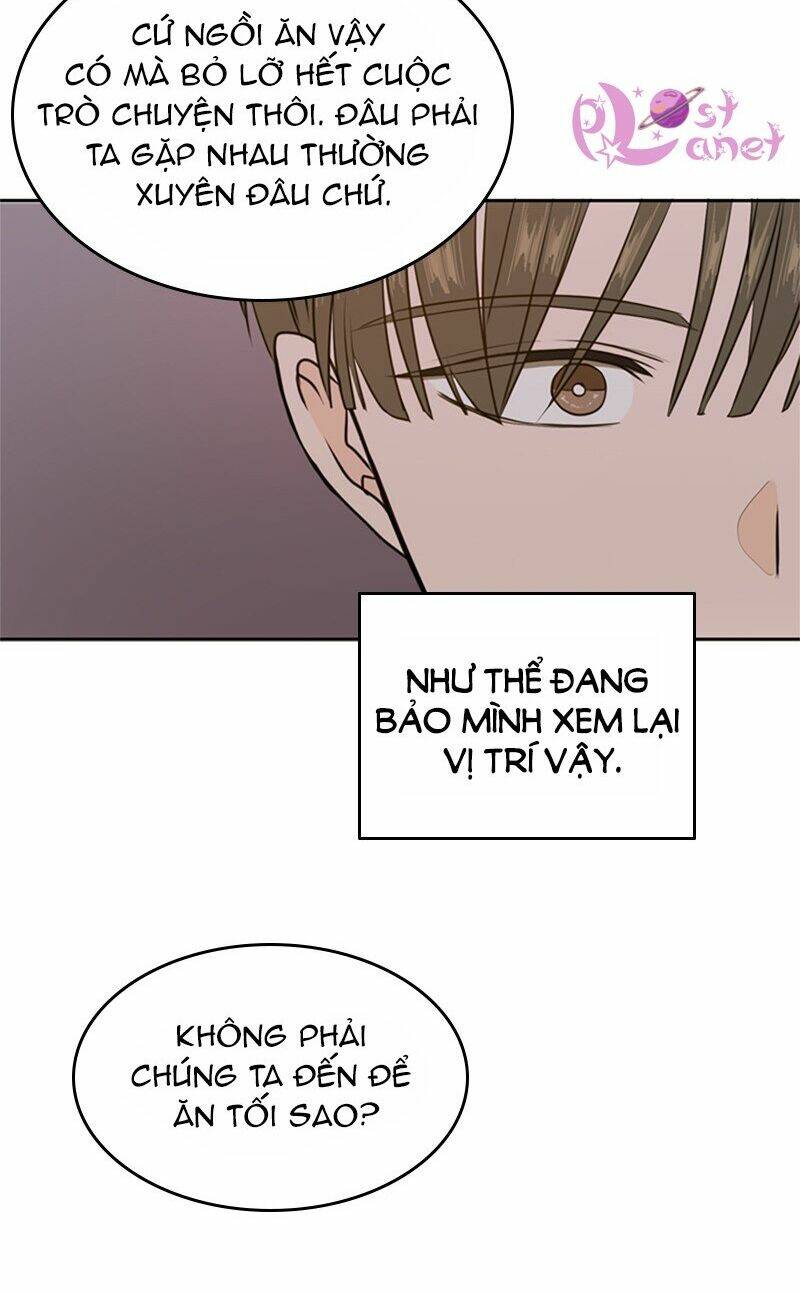 CỨ NGỒI ĂN VẬY
CÓ MÀ BỎ LỠ HẾT CUỘC
TRÒ CHUYỆN THÔI. ĐÂU PHẢI
TA GẶP NHAU THƯỜNG
XUYÊN ĐÂU CHỨ.
Lost
Planet
NHƯ THỂ ĐANG
BẢO MÌNH XEM LẠI
VỊ TRÍ VẬY.
KHÔNG PHẢI
CHÚNG TA ĐẾN ĐỂ
ĂN TỐI SAO?